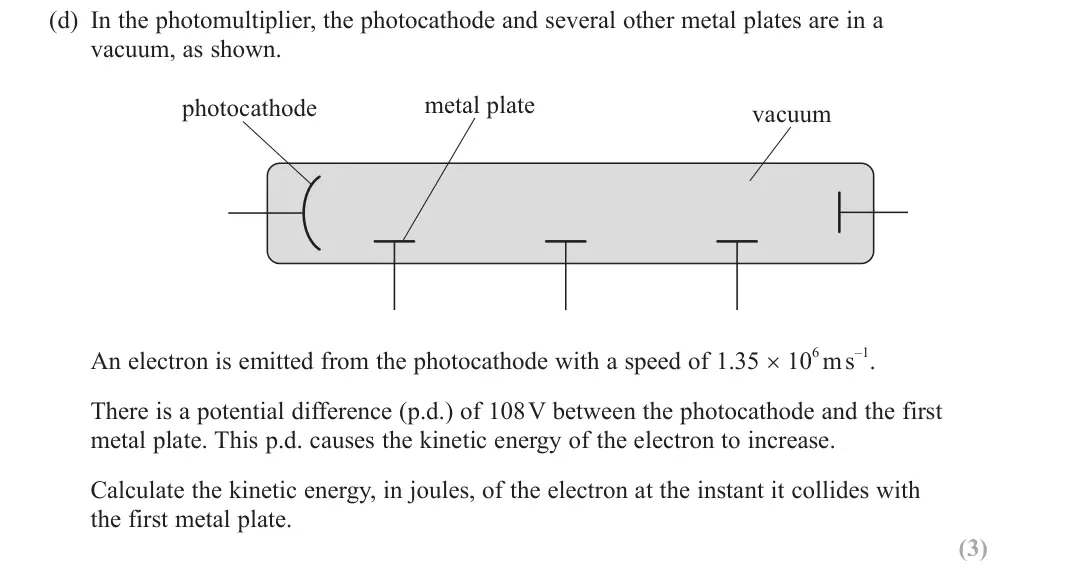 (d) In the photomultiplier, the photocathode and several other metal plates are in a
vacuum, as shown.
photocathode
metal plate
vacuum
An electron is emitted from the photocathode with a speed of 1.35 × 10⁶ m s⁻¹.
There is a potential difference (p.d.) of 108 V between the photocathode and the first
metal plate. This p.d. causes the kinetic energy of the electron to increase.
Calculate the kinetic energy, in joules, of the electron at the instant it collides with
the first metal plate.
(3)